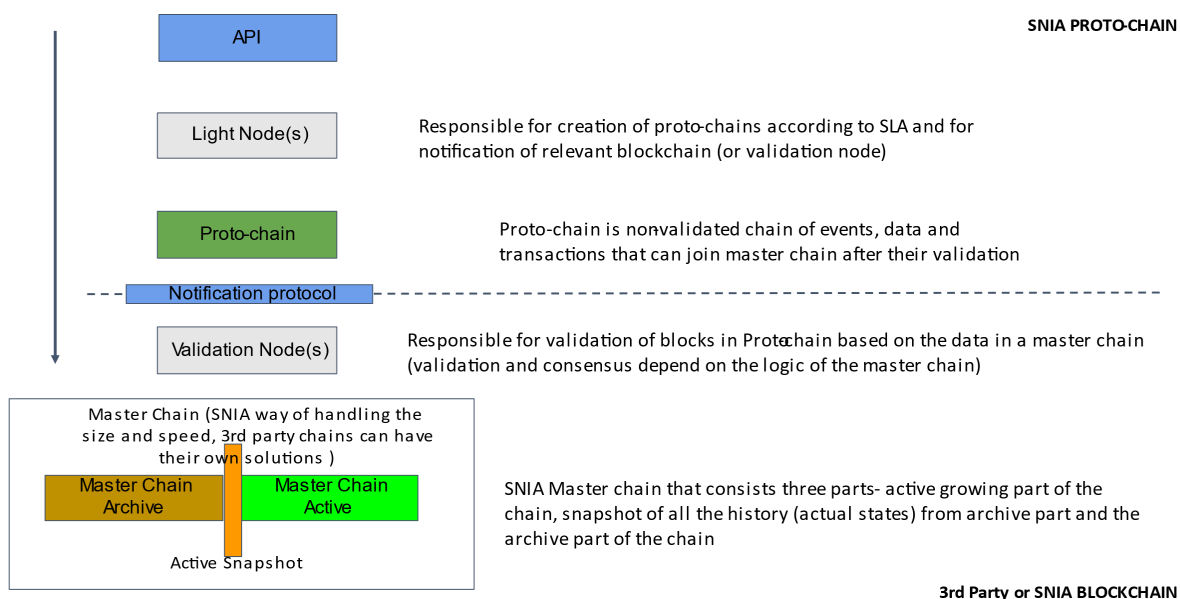 SNIA PROTO-CHAIN
API
Light Node(s)
Responsible for creation of proto-chains according to SLA and for
notification of relevant blockchain (or validation node)
Proto-chain
Proto-chain is non-validated chain of events, data and
transactions that can join master chain after their validation
Notification protocol
Validation Node(s)
Responsible for validation of blocks in Proto-chain based on the data in a master chain
(validation and consensus depend on the logic of the master chain)
Master Chain (SNIA way of handling the
size and speed, 3rd party chains can have
their own solutions )
Master Chain
Archive
Master Chain
Active
Active Snapshot
SNIA Master chain that consists three parts- active growing part of the
chain, snapshot of all the history (actual states) from archive part and the
archive part of the chain
3rd Party or SNIA BLOCKCHAIN